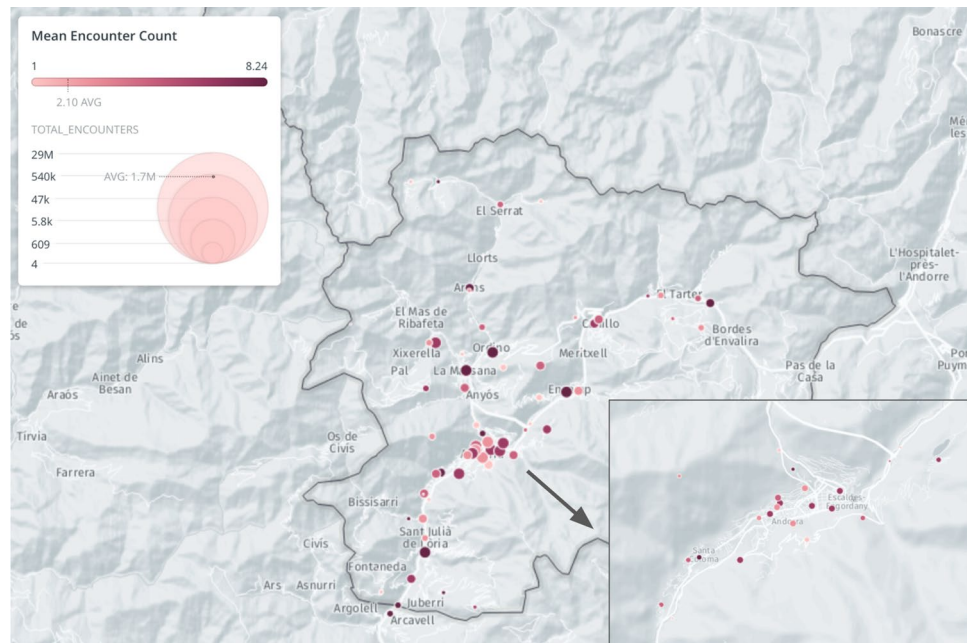 Mean Encounter Count
1
8.24
2.10 AVG
TOTAL_ENCOUNTERS
29M
540k
AVG: 1.7M
47k
5.8k
609
4
Bonascre
El Serrat
L'Hospitalet-
près-
l'Andorre
Llorts
El Tarter
El Mas de
Ribafeta
Canillo
Bordes
d'Envalira
Ordino
Xixerella
Meritxell
Alins
Pal
La Massana
Pas de la
Casa
Ainet de
Besan
Araós
Anyós
Encamp
Tírvia
Os de
Civís
Farrera
Bissisarri
Escaldes-
Engordany
Andorra
Sant Julià
de Lòria
Civís
Santa
Coloma
Fontaneda
Ars
Asnurri
Argolell
Juberri
Arcavell